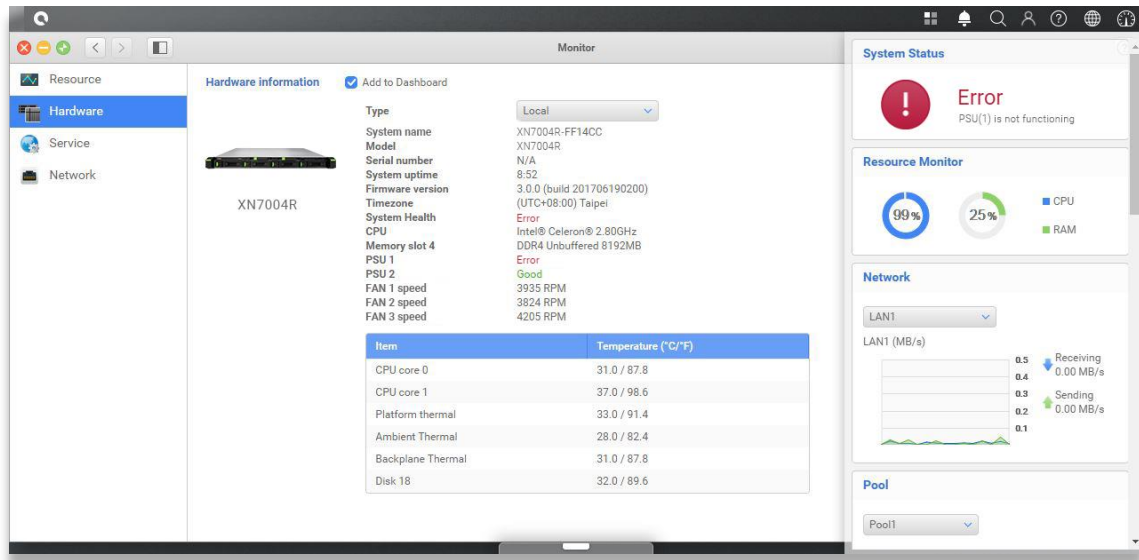 Monitor
Resource
Hardware
Service
Network
Hardware information
Add to Dashboard
XN7004R
Type Local
System name XN7004R-FF14CC
Model XN7004R
Serial number N/A
System uptime 8:52
Firmware version 3.0.0 (build 201706190200)
Timezone (UTC+08:00) Taipei
System Health Error
CPU Intel® Celeron® 2.80GHz
Memory slot 4 DDR4 Unbuffered 8192MB
PSU 1 Error
PSU 2 Good
FAN 1 speed 3935 RPM
FAN 2 speed 3824 RPM
FAN 3 speed 4205 RPM
Item Temperature (°C/°F)
CPU core 0 31.0 / 87.8
CPU core 1 37.0 / 98.6
Platform thermal 33.0 / 91.4
Ambient Thermal 28.0 / 82.4
Backplane Thermal 31.0 / 87.8
Disk 18 32.0 / 89.6
System Status
Error
PSU(1) is not functioning
Resource Monitor
99%
25%
CPU
RAM
Network
LAN1
LAN1 (MB/s)
0.5
0.4
0.3
0.2
0.1
Receiving
0.00 MB/s
Sending
0.00 MB/s
Pool
Pool1